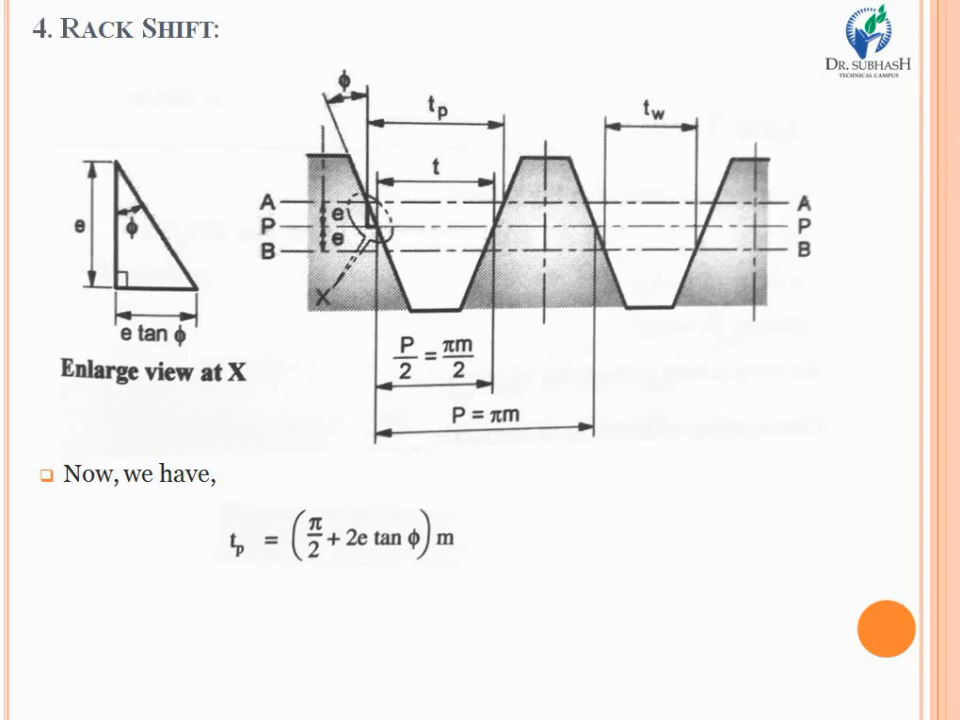 4. RACK SHIFT:
DR. SUBHASH
TECHNICAL CAMPUS
ϕ
tp
tw
t
A
P
B
e
e
A
P
B
X
e
ϕ
e tan ϕ
Enlarge view at X
P/2 = πm/2
P = πm
Now, we have,
tp = (π/2 + 2e tan ϕ) m